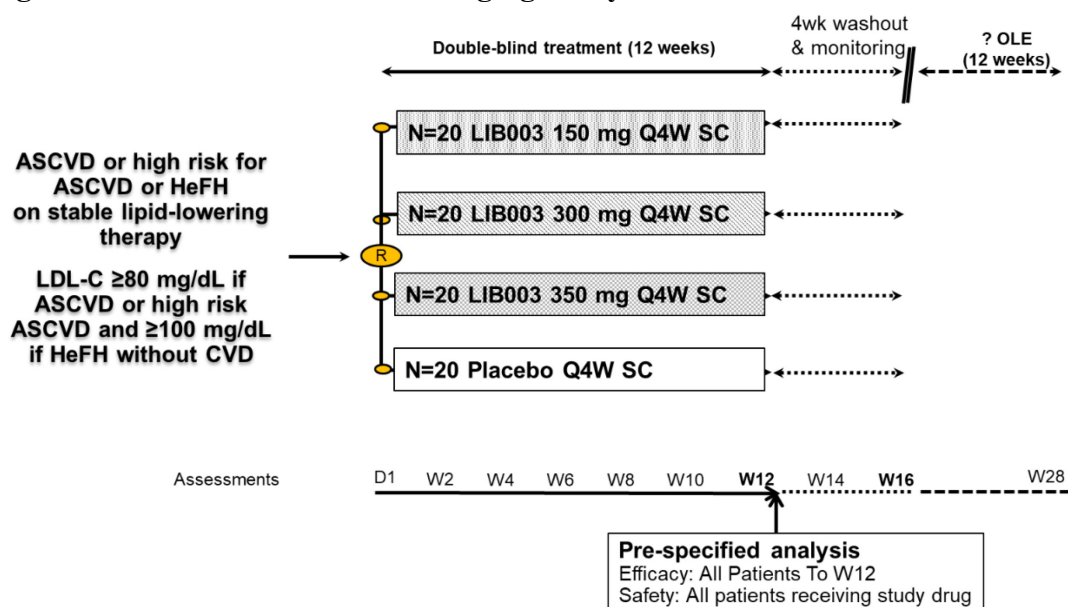 4wk washout
& monitoring
Double-blind treatment (12 weeks)
? OLE
(12 weeks)
N=20 LIB003 150 mg Q4W SC
ASCVD or high risk for
ASCVD or HeFH
on stable lipid-lowering
therapy
N=20 LIB003 300 mg Q4W SC
R
LDL-C ≥80 mg/dL if
ASCVD or high risk
ASCVD and ≥100 mg/dL
if HeFH without CVD
N=20 LIB003 350 mg Q4W SC
N=20 Placebo Q4W SC
Assessments D1 W2 W4 W6 W8 W10 W12 W14 W16 W28
Pre-specified analysis
Efficacy: All Patients To W12
Safety: All patients receiving study drug